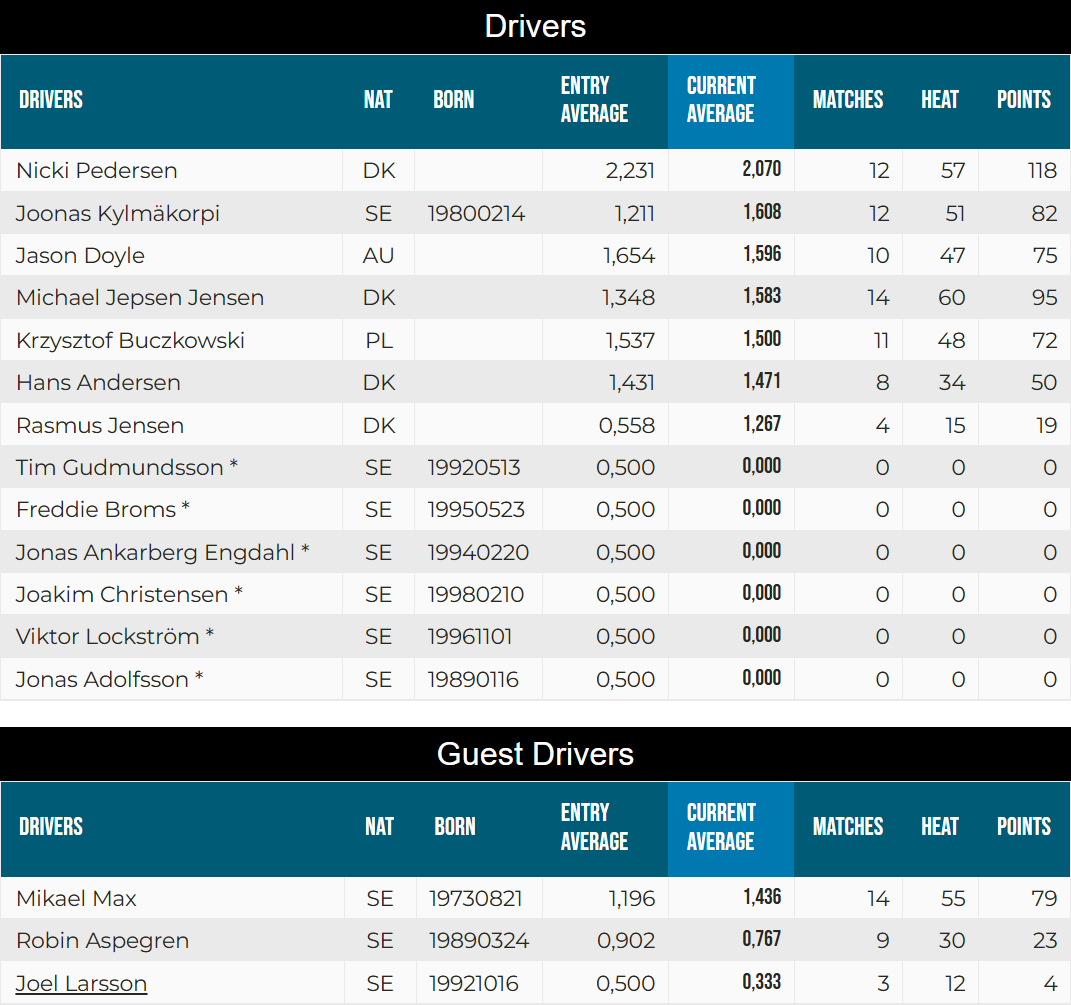 Drivers
DRIVERS NAT BORN ENTRY AVERAGE CURRENT AVERAGE MATCHES HEAT POINTS
Nicki Pedersen DK 2,231 2,070 12 57 118
Joonas Kylmäkorpi SE 19800214 1,211 1,608 12 51 82
Jason Doyle AU 1,654 1,596 10 47 75
Michael Jepsen Jensen DK 1,348 1,583 14 60 95
Krzysztof Buczkowski PL 1,537 1,500 11 48 72
Hans Andersen DK 1,431 1,471 8 34 50
Rasmus Jensen DK 0,558 1,267 4 15 19
Tim Gudmundsson * SE 19920513 0,500 0,000 0 0 0
Freddie Broms * SE 19950523 0,500 0,000 0 0 0
Jonas Ankarberg Engdahl * SE 19940220 0,500 0,000 0 0 0
Joakim Christensen * SE 19980210 0,500 0,000 0 0 0
Viktor Lockström * SE 19961101 0,500 0,000 0 0 0
Jonas Adolfsson * SE 19890116 0,500 0,000 0 0 0
Guest Drivers
DRIVERS NAT BORN ENTRY AVERAGE CURRENT AVERAGE MATCHES HEAT POINTS
Mikael Max SE 19730821 1,196 1,436 14 55 79
Robin Aspegren SE 19890324 0,902 0,767 9 30 23
Joel Larsson SE 19921016 0,500 0,333 3 12 4